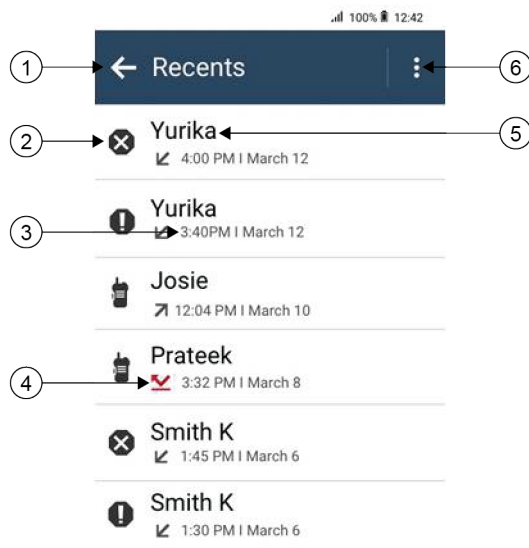 100% 12:42
1 Recents 6
2 Yurika 5
4:00 PM I March 12
Yurika
3 3:40PM I March 12
Josie
12:04 PM I March 10
Prateek
4 3:32 PM I March 8
Smith K
1:45 PM I March 6
Smith K
1:30 PM I March 6